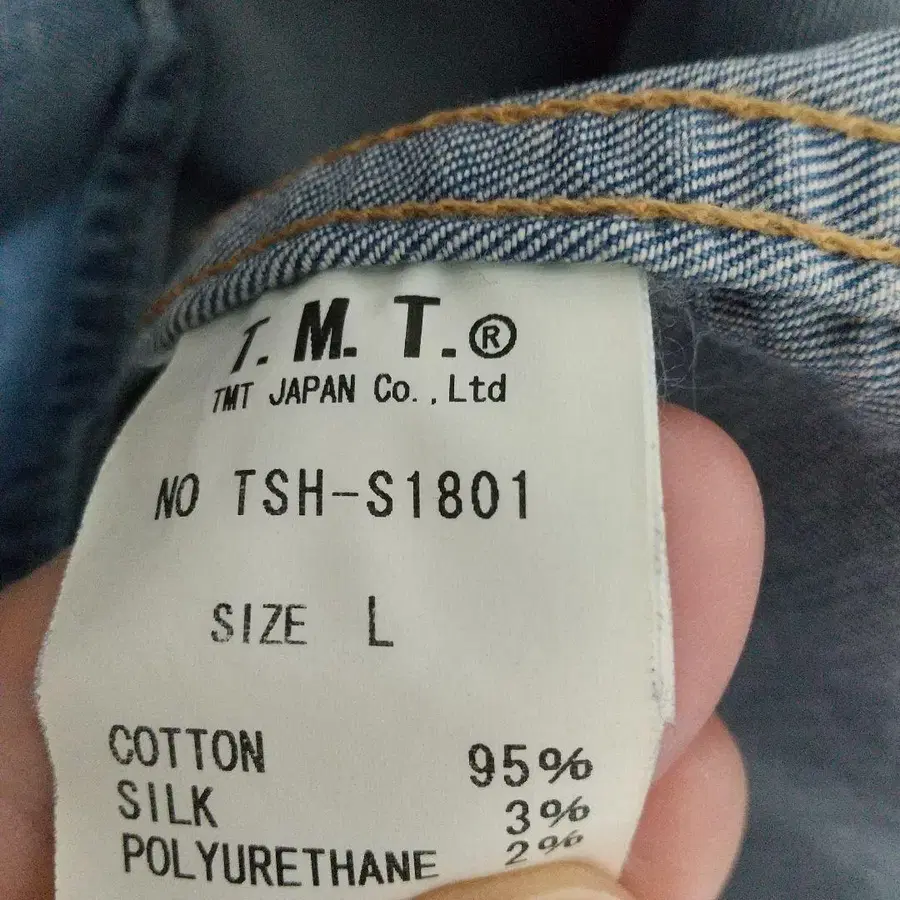 T. M. T.®
TMT JAPAN Co.,Ltd
NO TSH-S1801
SIZE L
COTTON 95%
SILK 3%
POLYURETHANE 2%